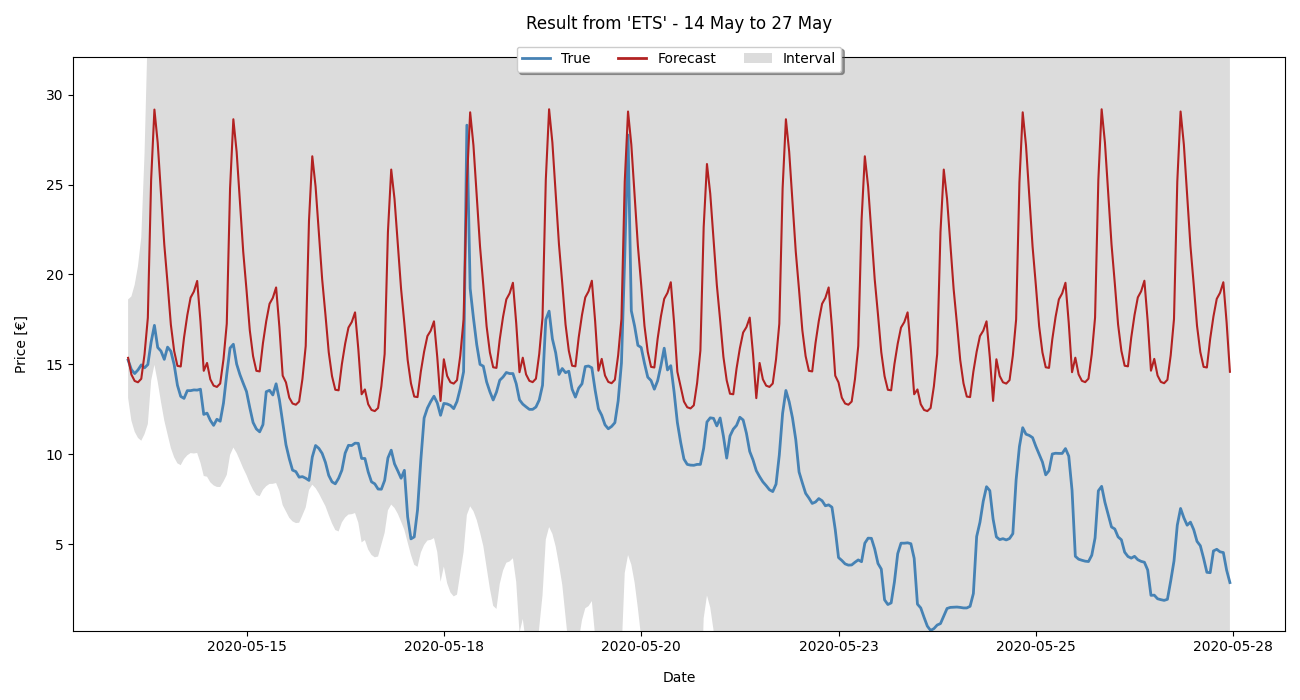 Result from 'ETS' - 14 May to 27 May
True Forecast Interval
30
25
20
15
10
5
Price [€]
2020-05-15 2020-05-18 2020-05-20 2020-05-23 2020-05-25 2020-05-28
Date